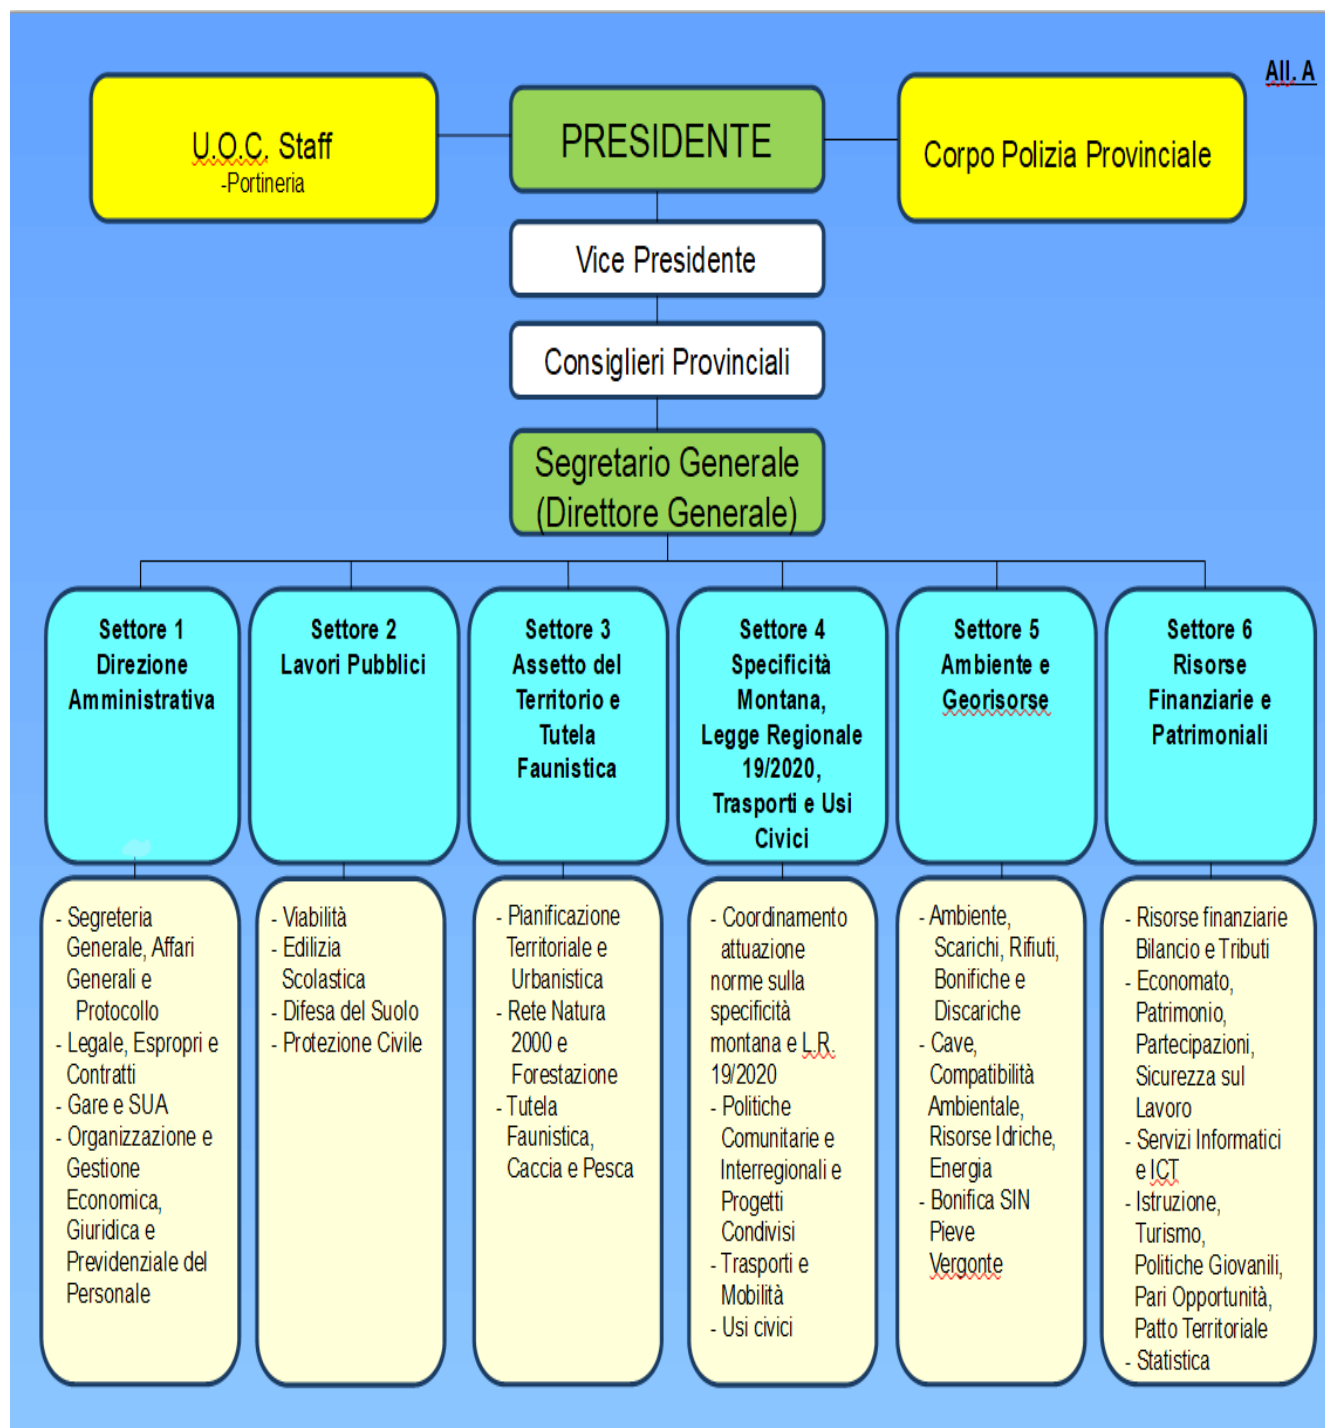 All. A
U.O.C. Staff
-Portineria
PRESIDENTE
Corpo Polizia Provinciale
Vice Presidente
Consiglieri Provinciali
Segretario Generale
(Direttore Generale)
Settore 1
Direzione
Amministrativa
Settore 2
Lavori Pubblici
Settore 3
Assetto del
Territorio e
Tutela
Faunistica
Settore 4
Specificità
Montana,
Legge Regionale
19/2020,
Trasporti e Usi
Civici
Settore 5
Ambiente e
Georisorse
Settore 6
Risorse
Finanziarie e
Patrimoniali
- Segreteria
Generale, Affari
Generali e
Protocollo
- Legale, Espropri e
Contratti
- Gare e SUA
- Organizzazione e
Gestione
Economica,
Giuridica e
Previdenziale del
Personale
- Viabilità
- Edilizia
Scolastica
- Difesa del Suolo
- Protezione Civile
- Pianificazione
Territoriale e
Urbanistica
- Rete Natura
2000 e
Forestazione
- Tutela
Faunistica,
Caccia e Pesca
- Coordinamento
attuazione
norme sulla
specificità
montana e L.R.
19/2020
- Politiche
Comunitarie e
Interregionali e
Progetti
Condivisi
- Trasporti e
Mobilità
- Usi civici
- Ambiente,
Scarichi, Rifiuti,
Bonifiche e
Discariche
- Cave,
Compatibilità
Ambientale,
Risorse Idriche,
Energia
- Bonifica SIN
Pieve
Vergonte
- Risorse finanziarie
Bilancio e Tributi
- Economato,
Patrimonio,
Partecipazioni,
Sicurezza sul
Lavoro
- Servizi Informatici
e ICT
- Istruzione,
Turismo,
Politiche Giovanili,
Pari Opportunità,
Patto Territoriale
- Statistica